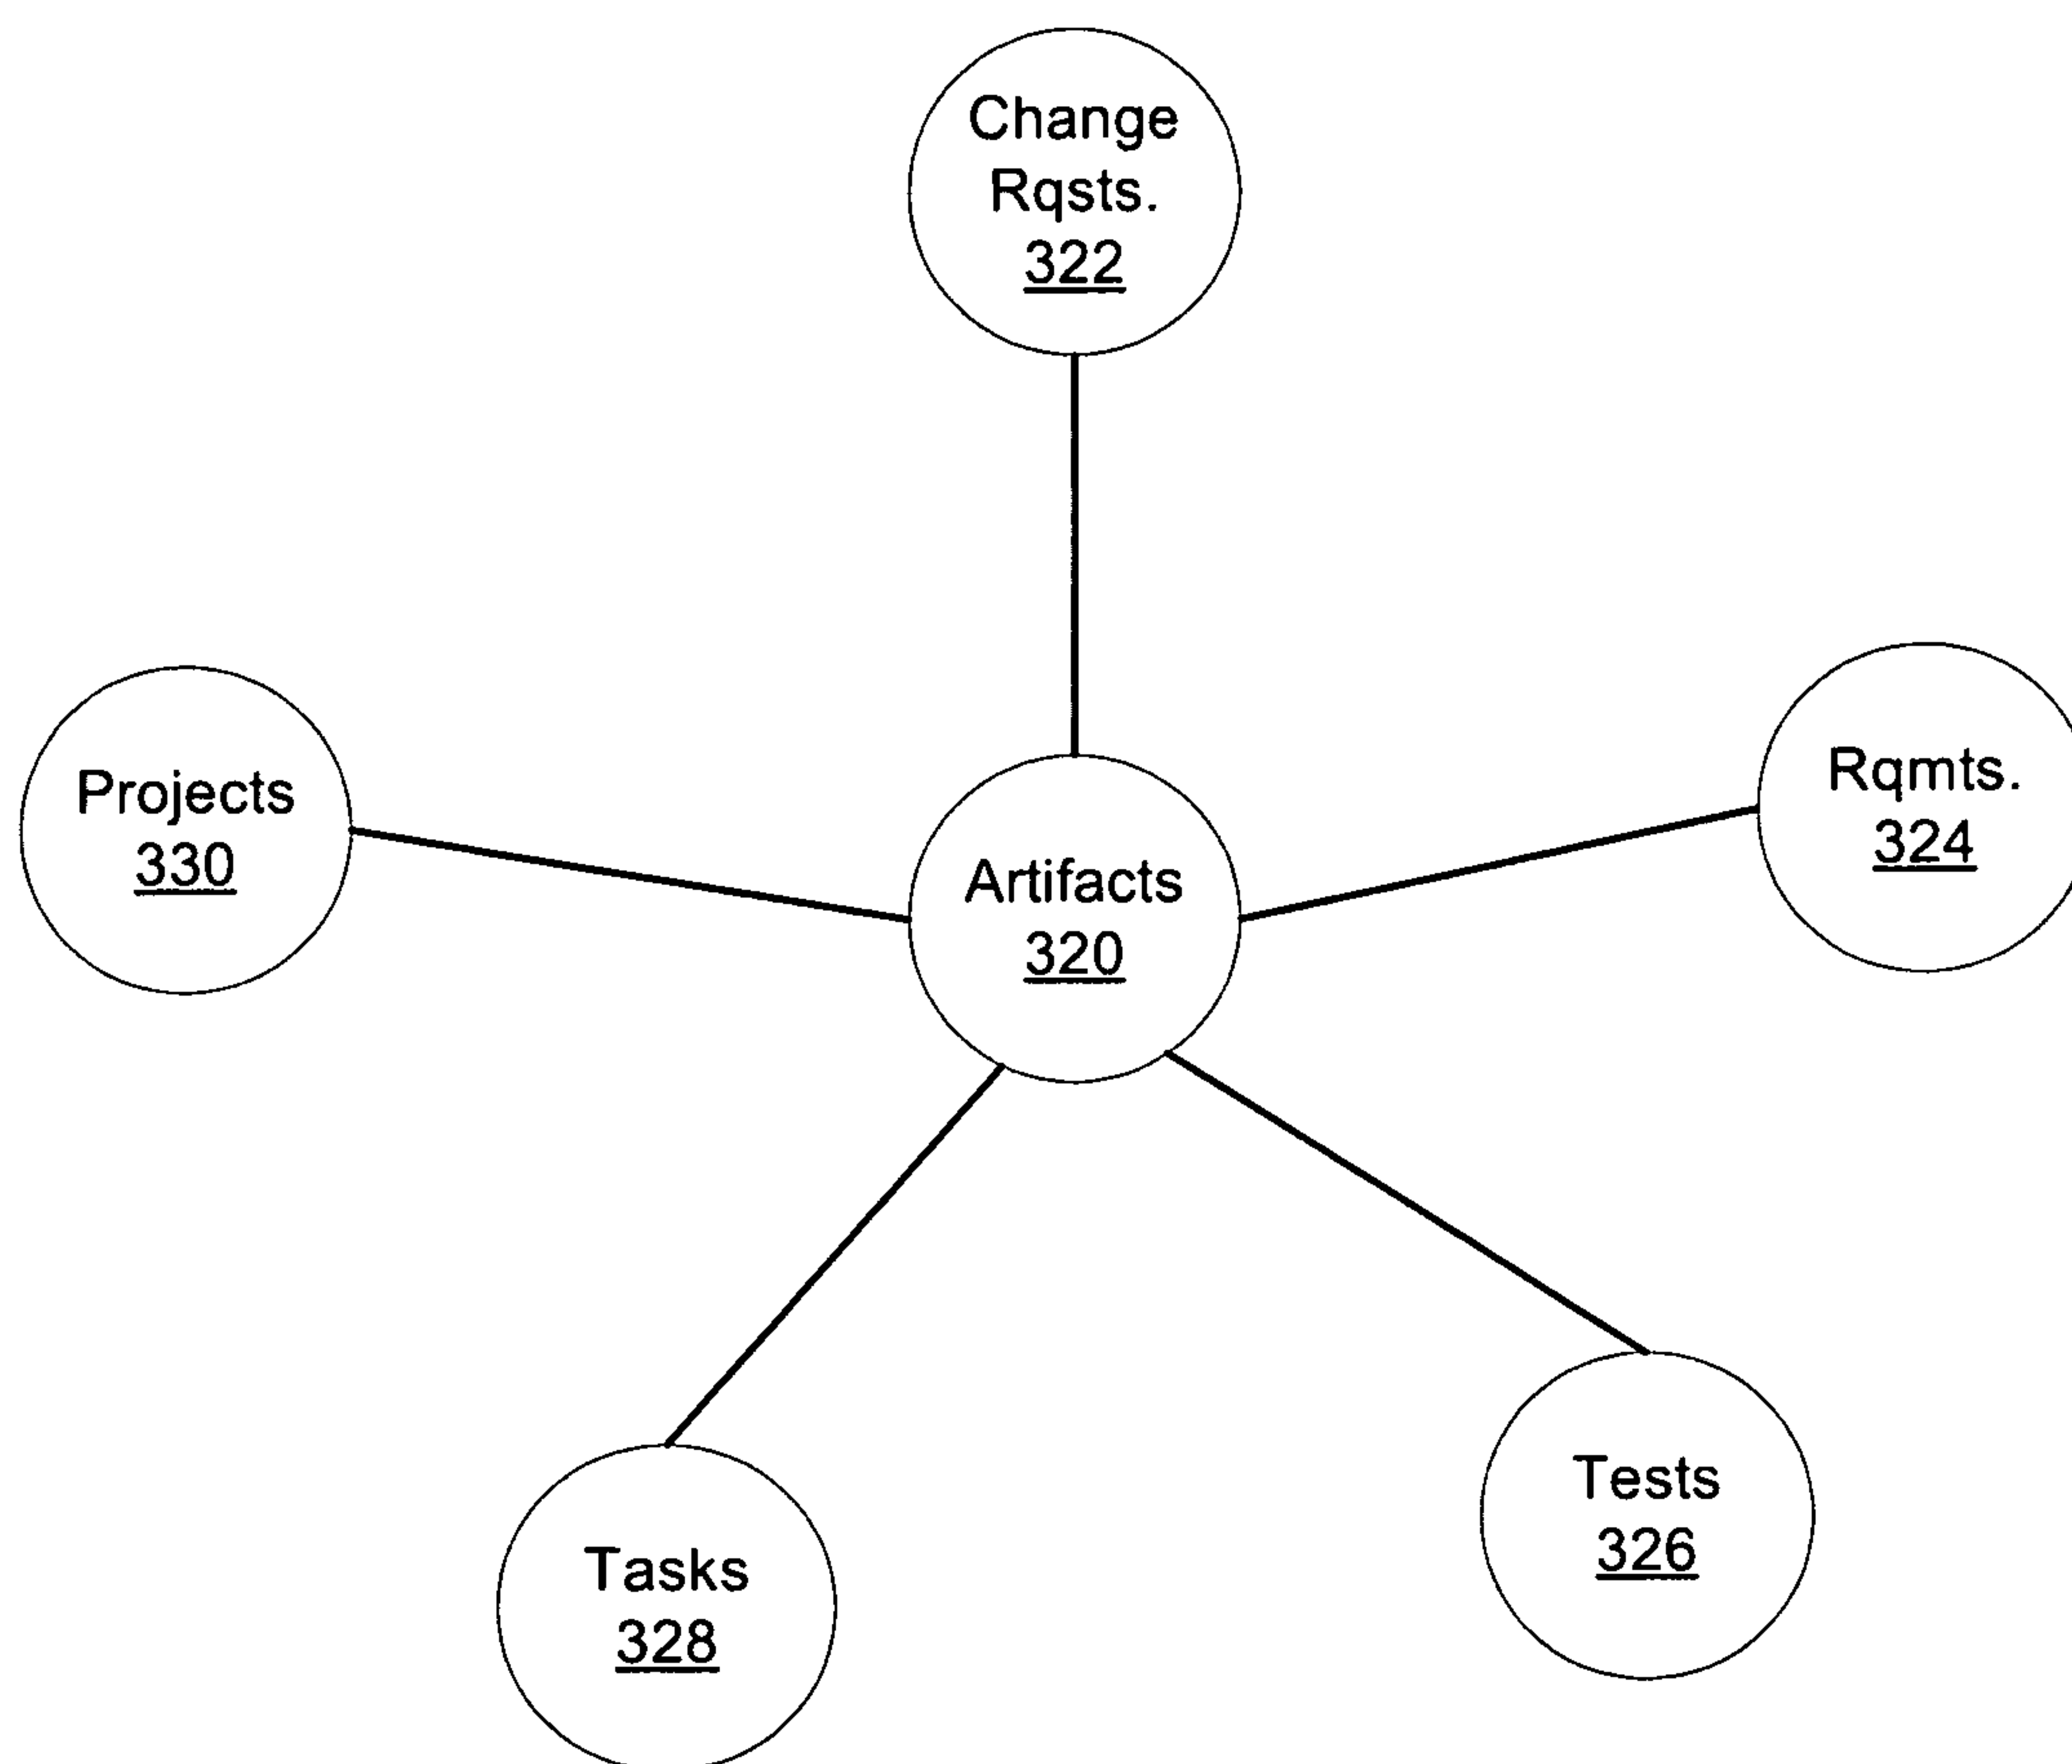 Change
Rqsts.
322
Projects
330
Rqmts.
324
Artifacts
320
Tasks
328
Tests
326